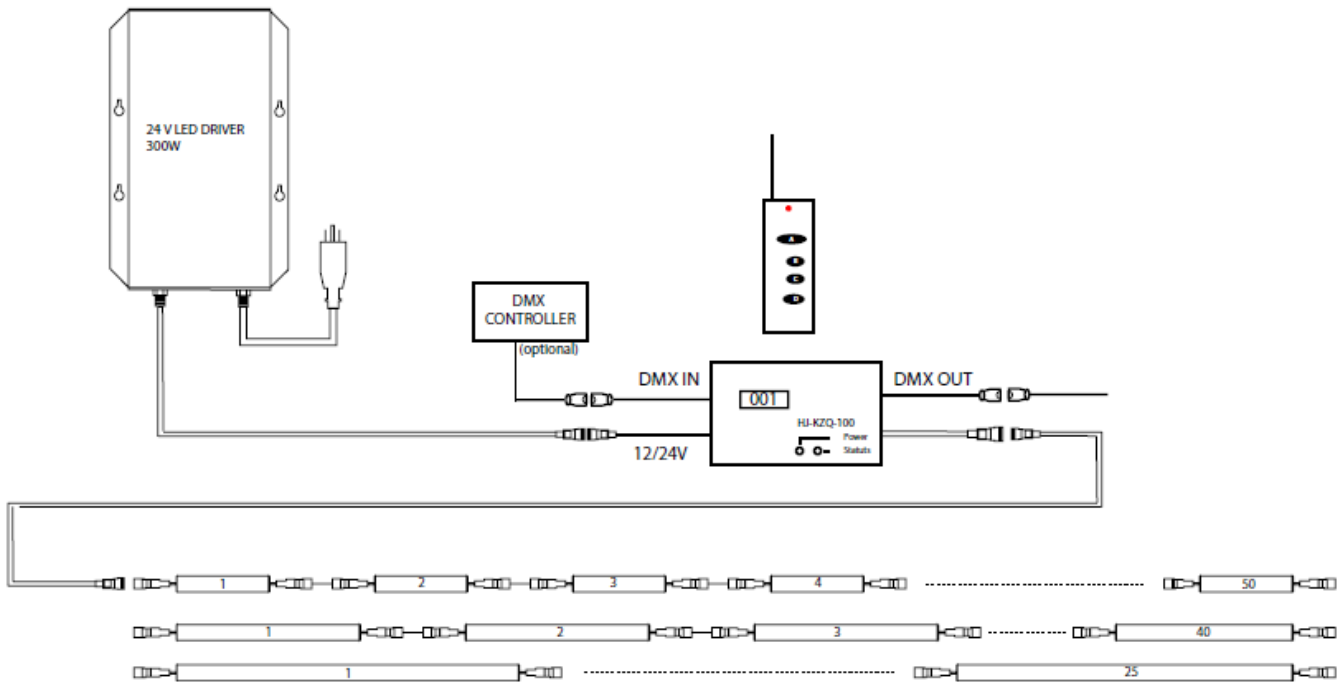 24 V LED DRIVER
300W
A
B
C
D
DMX
CONTROLLER
(optional)
DMX IN
DMX OUT
001
HJ-KZQ-100
Power
Statuts
12/24V
1 2 3 4 50
1 2 3 40
1 25